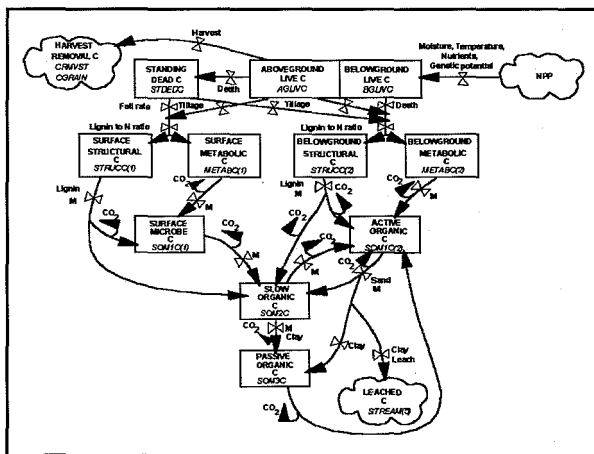 HARVEST
REMOVAL C
CRMVST
CGRAIN
Harvest
STANDING
DEAD C
STDEDC
Death
ABOVEGROUND
LIVE C
AGLIVC
BELOWGROUND
LIVE C
BGLIVC
Moisture, Temperature,
Nutrients,
Genetic potential
NPP
Fall rate
Tillage
Tillage
Death
Lignin to N ratio
Lignin to N ratio
SURFACE
STRUCTURAL
C
STRUCC(1)
SURFACE
METABOLIC
C
METABC(1)
BELOWGROUND
STRUCTURAL
C
STRUCC(2)
BELOWGROUND
METABOLIC
C
METABC(2)
Lignin
M
CO2
M
Lignin
M
CO2
CO2
M
CO2
SURFACE
MICROBE
C
SOM1C(1)
CO2
CO2
CO2
ACTIVE
ORGANIC
C
SOM1C(2)
M
M
CO2
Sand
M
SLOW
ORGANIC
C
SOM2C
CO2
M
Clay
Clay
Clay
Leach
PASSIVE
ORGANIC
C
SOM3C
CO2
LEACHED
C